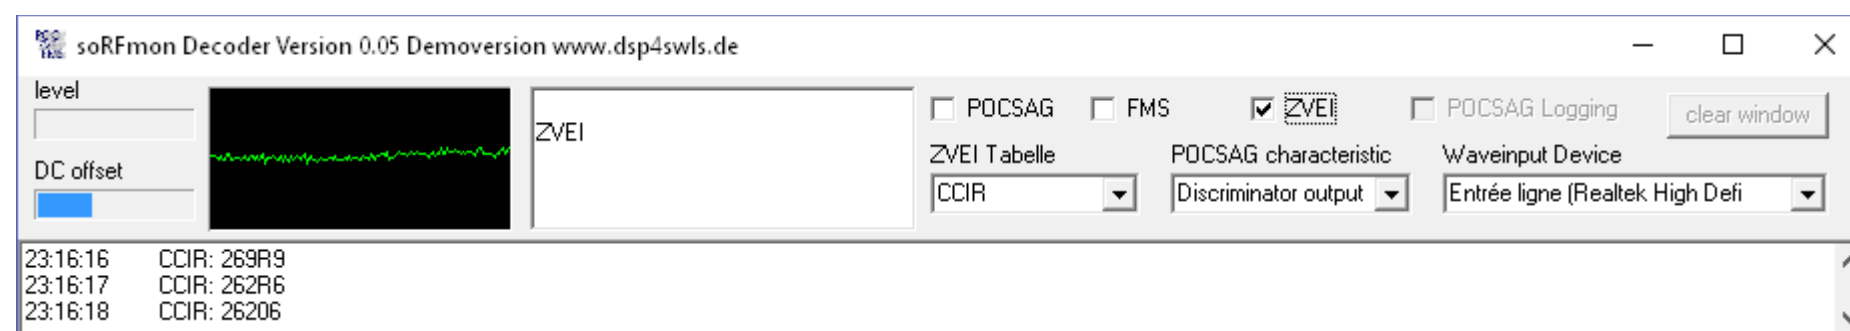 soRFmon Decoder Version 0.05 Demoversion www.dsp4swls.de
level
DC offset
ZVEI
POCSAG FMS ZVEI POCSAG Logging clear window
ZVEI Tabelle POCSAG characteristic Waveinput Device
CCIR Discriminator output Entrée ligne (Realtek High Defi
23:16:16 CCIR: 269R9
23:16:17 CCIR: 262R6
23:16:18 CCIR: 26206